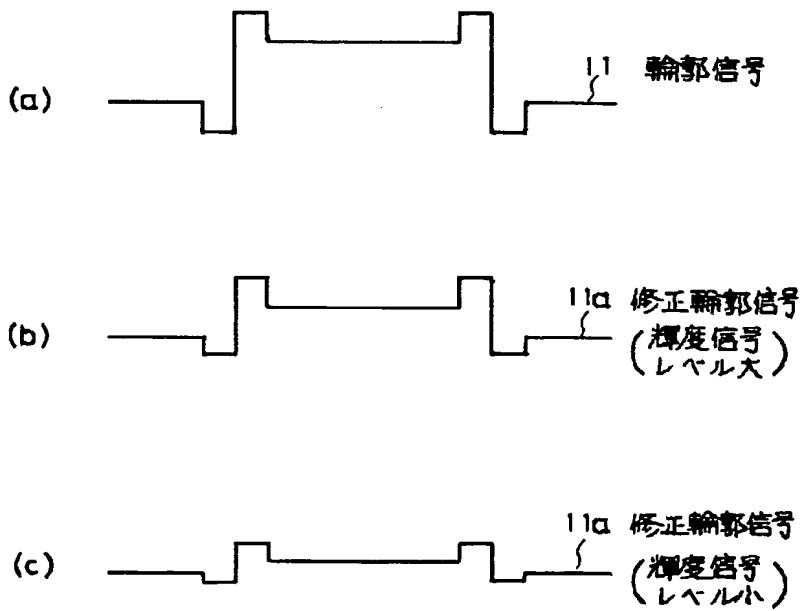 (a)
11 輪郭信号
(b)
11a 修正輪郭信号
(輝度信号
レベル大)
(c)
11a 修正輪郭信号
(輝度信号
レベル小)